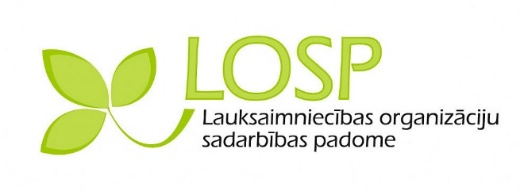 LOSP
Lauksaimniecības organizāciju
sadarbības padome